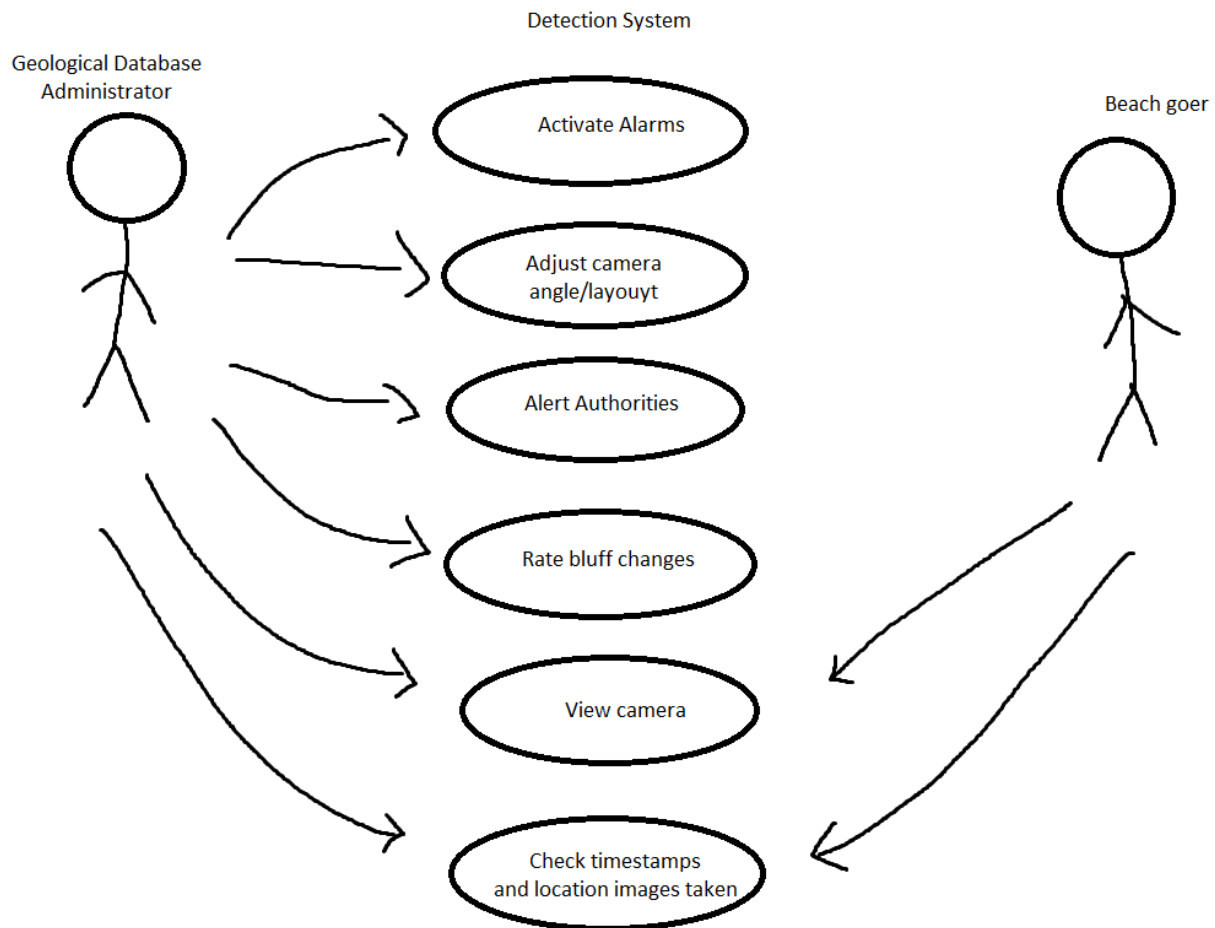 Detection System
Geological Database
Administrator
Beach goer
Activate Alarms
Adjust camera
angle/layouyt
Alert Authorities
Rate bluff changes
View camera
Check timestamps
and location images taken